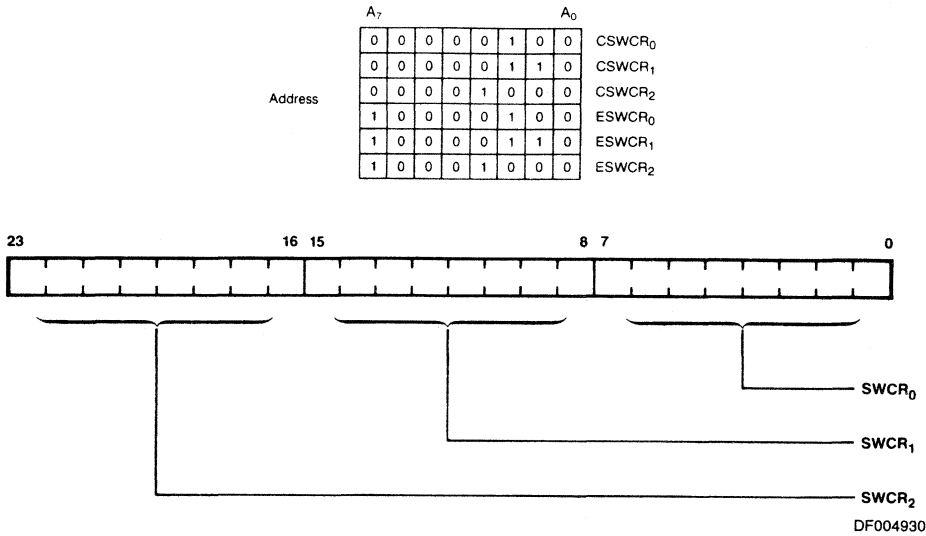 A₇ A₀
0 0 0 0 0 1 0 0 CSWCR₀
0 0 0 0 0 1 1 0 CSWCR₁
0 0 0 0 1 0 0 0 CSWCR₂
Address
1 0 0 0 0 1 0 0 ESWCR₀
1 0 0 0 0 1 1 0 ESWCR₁
1 0 0 0 1 0 0 0 ESWCR₂
23 16 15 8 7 0
SWCR₀
SWCR₁
SWCR₂
DF004930